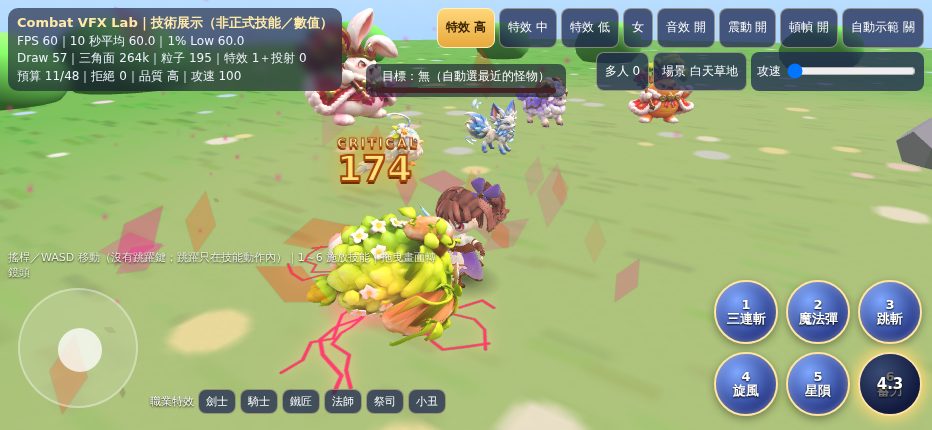 Combat VFX Lab｜技術展示（非正式技能／數值）
FPS 60｜10 秒平均 60.0｜1% Low 60.0
Draw 57｜三角面 264k｜粒子 195｜特效 1＋投射 0
預算 11/48｜拒絕 0｜品質 高｜攻速 100
特效 高
特效 中
特效 低
女
音效 開
震動 開
頓幀 開
自動示範 關
目標：無（自動選最近的怪物）
多人 0
場景 白天草地
攻速
CRITICAL
174
搖桿／WASD 移動（沒有跳躍鍵；跳躍只在技能動作內）｜1–6 施放技能｜拖曳畫面轉
鏡頭
1
三連斬
2
魔法彈
3
跳斬
4
旋風
5
星隕
4.3
職業特效
劍士
騎士
鐵匠
法師
祭司
小丑